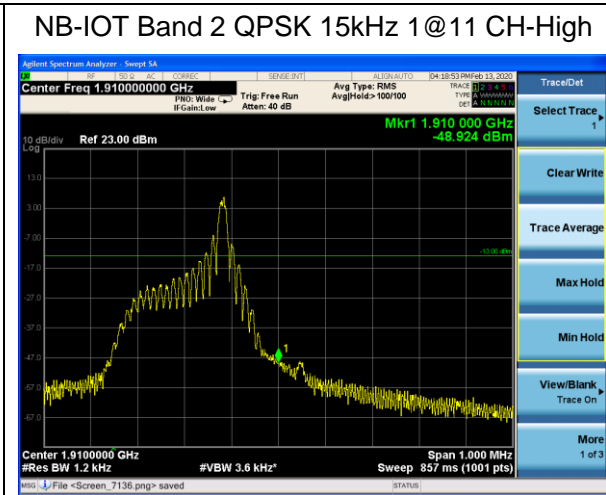 NB-IOT Band 2 QPSK 15kHz 1@11 CH-High
Agilent Spectrum Analyzer - Swept SA
RF 50 Ω AC CORREC SENSE:INT ALIGNAUTO 04:18:53 PMFeb 13, 2020
Center Freq 1.910000000 GHz
PNO: Wide
IFGain:Low
Trig: Free Run
Atten: 40 dB
Avg Type: RMS
Avg|Hold:> 100/100
TRACE 1 2 3 4 5 6
TYPE A WWWWW
DET A N N N N N
Mkr1 1.910 000 GHz
-48.924 dBm
10 dB/div Ref 23.00 dBm
Log
13.0
3.00
-7.00
-13.00 dBm
-17.0
-27.0
-37.0
-47.0
-57.0
-67.0
1
Center 1.9100000 GHz Span 1.000 MHz
#Res BW 1.2 kHz #VBW 3.6 kHz* Sweep 857 ms (1001 pts)
MSG File <Screen_7136.png> saved STATUS
Trace/Det
Select Trace
1
Clear Write
Trace Average
Max Hold
Min Hold
View/Blank
Trace On
More
1 of 3